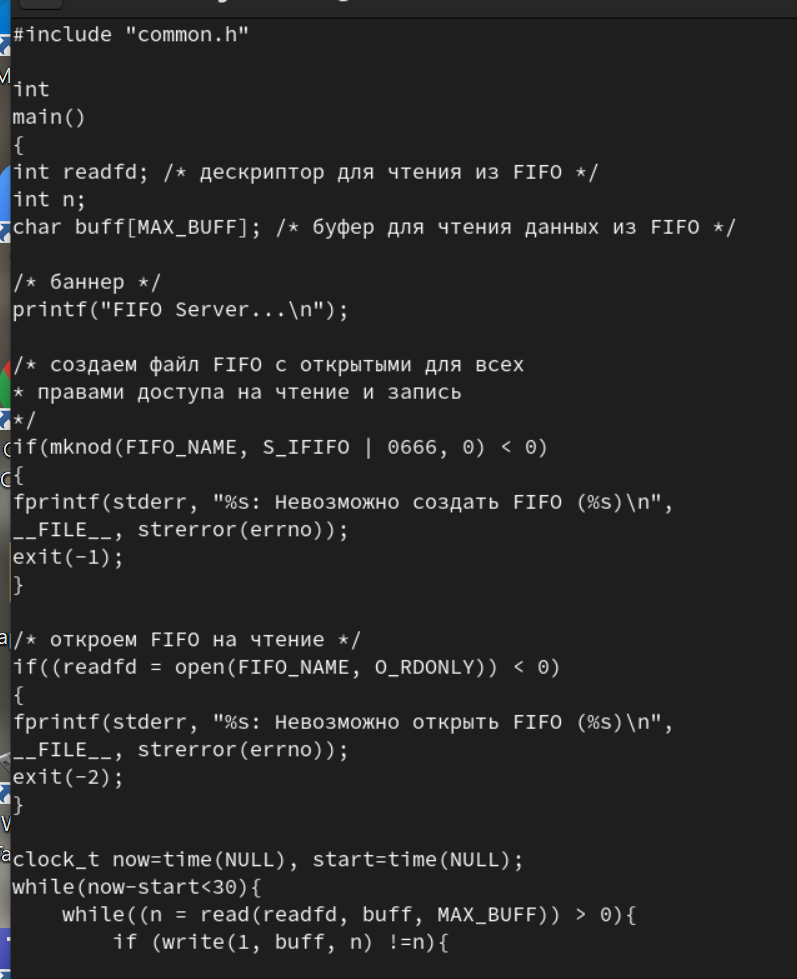 #include "common.h"
int
main()
{
int readfd; /* дескриптор для чтения из FIFO */
int n;
char buff[MAX_BUFF]; /* буфер для чтения данных из FIFO */
/* баннер */
printf("FIFO Server...\n");
/* создаем файл FIFO с открытыми для всех
* правами доступа на чтение и запись
*/
if(mknod(FIFO_NAME, S_IFIFO | 0666, 0) < 0)
{
fprintf(stderr, "%s: Невозможно создать FIFO (%s)\n",
__FILE__, strerror(errno));
exit(-1);
}
/* откроем FIFO на чтение */
if((readfd = open(FIFO_NAME, O_RDONLY)) < 0)
{
fprintf(stderr, "%s: Невозможно открыть FIFO (%s)\n",
__FILE__, strerror(errno));
exit(-2);
}
clock_t now=time(NULL), start=time(NULL);
while(now-start<30){
    while((n = read(readfd, buff, MAX_BUFF)) > 0){
        if (write(1, buff, n) !=n){